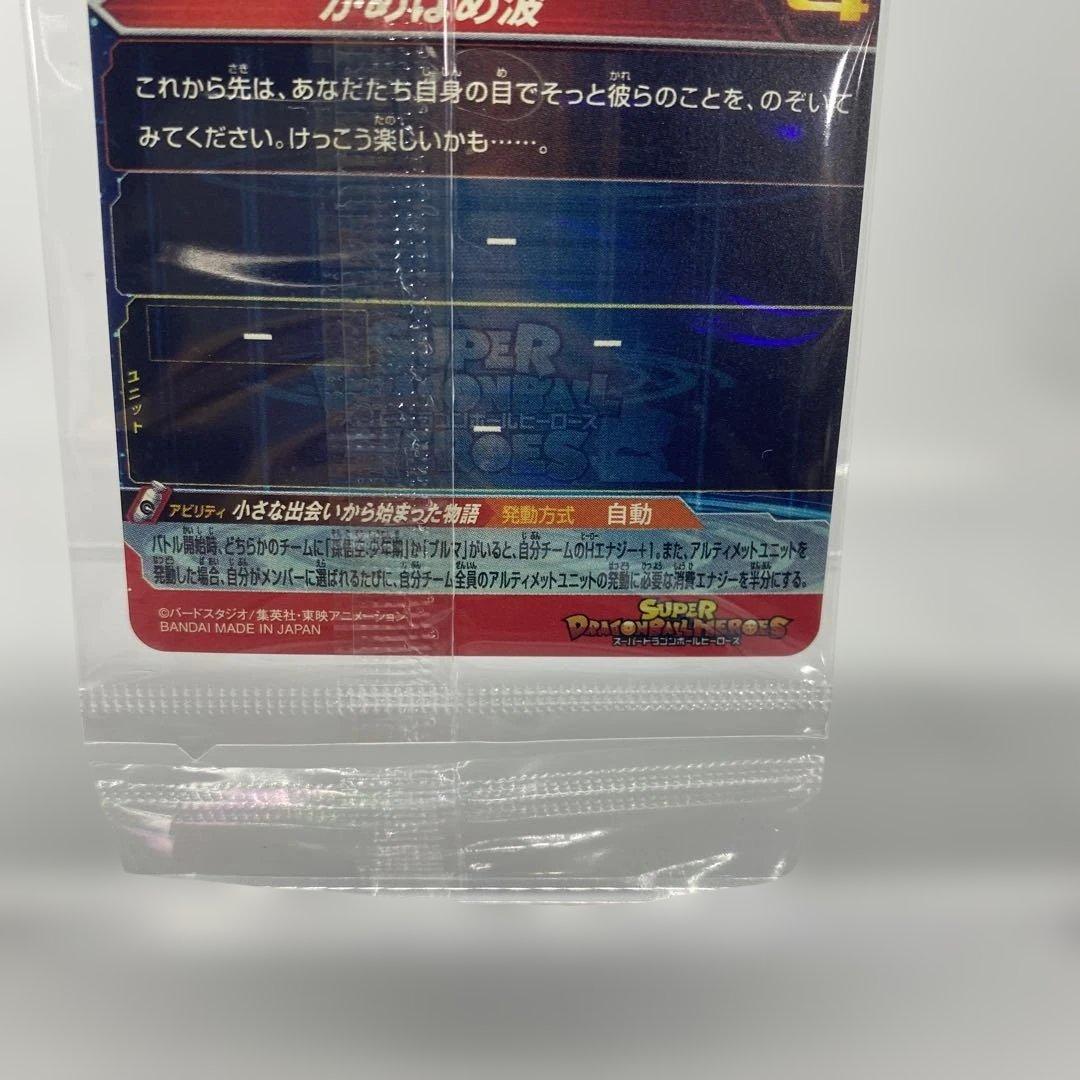 かめはめ波
これから先は、あなたたち自身の目でそっと彼らのことを、のぞいて
みてください。けっこう楽しいかも……。
ー
ー
ー
ー
ユニット
SUPER
DRAGONBALL
HEROES
アビリティ 小さな出会いから始まった物語 発動方式 自動
バトル開始時、どちらかのチームに「孫悟空:少年期」か「ブルマ」がいると、自分チームのHエナジー+1。また、アルティメットユニットを
発動した場合、自分がメンバーに選ばれるたびに、自分チーム全員のアルティメットユニットの発動に必要な消費エナジーを半分にする。
©バードスタジオ/集英社・東映アニメーション
BANDAI MADE IN JAPAN
SUPER
DRAGONBALL HEROES
スーパードラゴンボールヒーローズ